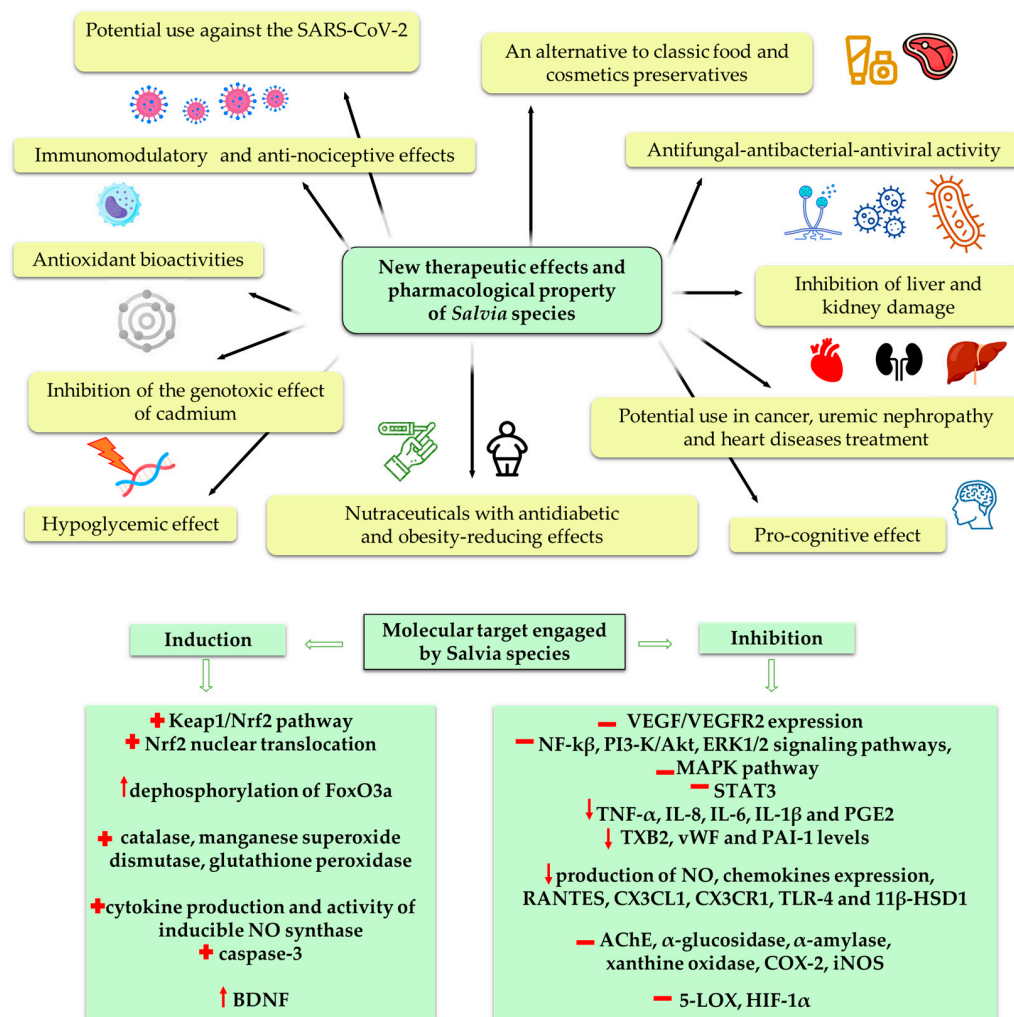 Potential use against the SARS-CoV-2
An alternative to classic food and
cosmetics preservatives
Immunomodulatory and anti-nociceptive effects
Antifungal-antibacterial-antiviral activity
Antioxidant bioactivities
New therapeutic effects and
pharmacological property
of Salvia species
Inhibition of liver and
kidney damage
Inhibition of the genotoxic effect
of cadmium
Potential use in cancer, uremic nephropathy
and heart diseases treatment
Hypoglycemic effect
Nutraceuticals with antidiabetic
and obesity-reducing effects
Pro-cognitive effect
Molecular target engaged
by Salvia species
Induction
Keap1/Nrf2 pathway
Nrf2 nuclear translocation
dephosphorylation of FoxO3a
catalase, manganese superoxide
dismutase, glutathione peroxidase
cytokine production and activity of
inducible NO synthase
caspase-3
BDNF
Inhibition
VEGF/VEGFR2 expression
NF-kβ, PI3-K/Akt, ERK1/2 signaling pathways,
MAPK pathway
STAT3
TNF-α, IL-8, IL-6, IL-1β and PGE2
TXB2, vWF and PAI-1 levels
production of NO, chemokines expression,
RANTES, CX3CL1, CX3CR1, TLR-4 and 11β-HSD1
AChE, α-glucosidase, α-amylase,
xanthine oxidase, COX-2, iNOS
5-LOX, HIF-1α